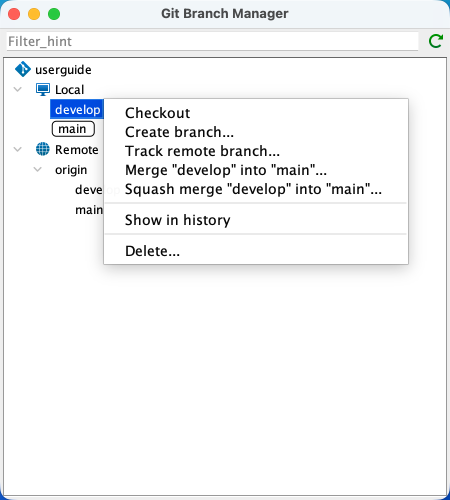 Git Branch Manager
Filter_hint
userguide
Local
develop
main
Remote
origin
main
Checkout
Create branch...
Track remote branch...
Merge "develop" into "main"...
Squash merge "develop" into "main"...
Show in history
Delete...